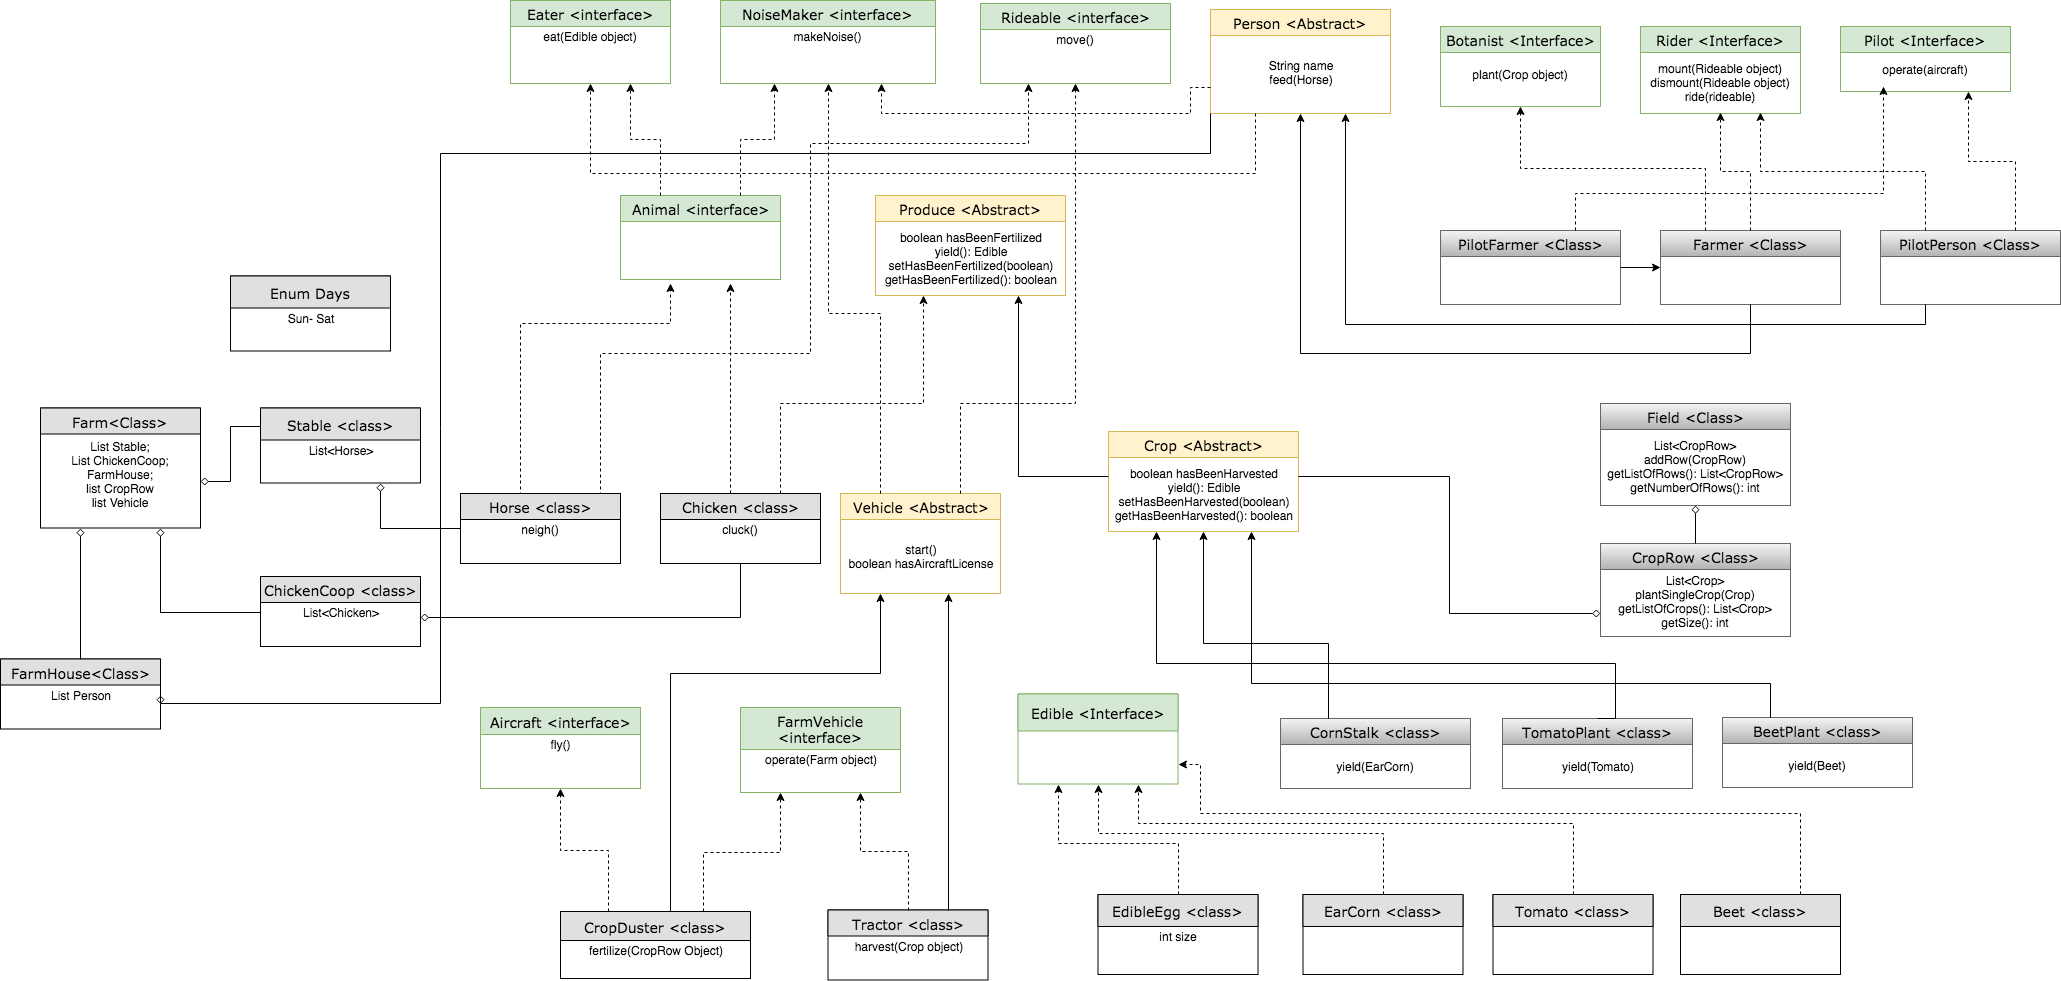 Eater <interface>
eat(Edible object)
NoiseMaker <interface>
makeNoise()
Rideable <interface>
move()
Person <Abstract>
String name
feed(Horse)
Botanist <Interface>
plant(Crop object)
Rider <Interface>
mount(Rideable object)
dismount(Rideable object)
ride(rideable)
Pilot <Interface>
operate(aircraft)
Animal <interface>
Produce <Abstract>
boolean hasBeenFertilized
yield(): Edible
setHasBeenFertilized(boolean)
getHasBeenFertilized(): boolean
PilotFarmer <Class>
Farmer <Class>
PilotPerson <Class>
Enum Days
Sun- Sat
Farm<Class>
List Stable;
List ChickenCoop;
FarmHouse;
list CropRow
list Vehicle
Stable <class>
List<Horse>
Horse <class>
neigh()
Chicken <class>
cluck()
Vehicle <Abstract>
start()
boolean hasAircraftLicense
Crop <Abstract>
boolean hasBeenHarvested
yield(): Edible
setHasBeenHarvested(boolean)
getHasBeenHarvested(): boolean
Field <Class>
List<CropRow>
addRow(CropRow)
getListOfRows(): List<CropRow>
getNumberOfRows(): int
CropRow <Class>
List<Crop>
plantSingleCrop(Crop)
getListOfCrops(): List<Crop>
getSize(): int
ChickenCoop <class>
List<Chicken>
FarmHouse<Class>
List Person
Aircraft <interface>
fly()
FarmVehicle
<interface>
operate(Farm object)
Edible <Interface>
CornStalk <class>
yield(EarCorn)
TomatoPlant <class>
yield(Tomato)
BeetPlant <class>
yield(Beet)
CropDuster <class>
fertilize(CropRow Object)
Tractor <class>
harvest(Crop object)
EdibleEgg <class>
int size
EarCorn <class>
Tomato <class>
Beet <class>